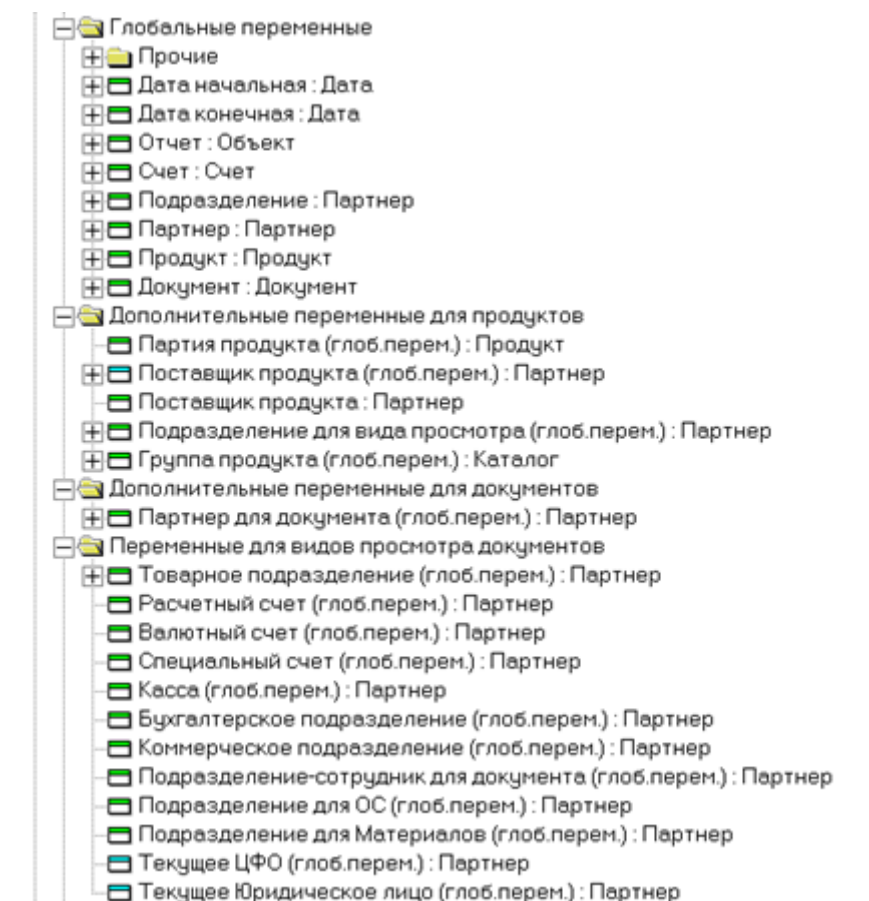 Глобальные переменные
Прочие
Дата начальная : Дата
Дата конечная : Дата
Отчет : Объект
Счет : Счет
Подразделение : Партнер
Партнер : Партнер
Продукт : Продукт
Документ : Документ
Дополнительные переменные для продуктов
Партия продукта (глоб.перем.) : Продукт
Поставщик продукта (глоб.перем.) : Партнер
Поставщик продукта : Партнер
Подразделение для вида просмотра (глоб.перем.) : Партнер
Группа продукта (глоб.перем.) : Каталог
Дополнительные переменные для документов
Партнер для документа (глоб.перем.) : Партнер
Переменные для видов просмотра документов
Товарное подразделение (глоб.перем.) : Партнер
Расчетный счет (глоб.перем.) : Партнер
Валютный счет (глоб.перем.) : Партнер
Специальный счет (глоб.перем.) : Партнер
Касса (глоб.перем.) : Партнер
Бухгалтерское подразделение (глоб.перем.) : Партнер
Коммерческое подразделение (глоб.перем.) : Партнер
Подразделение-сотрудник для документа (глоб.перем.) : Партнер
Подразделение для ОС (глоб.перем.) : Партнер
Подразделение для Материалов (глоб.перем.) : Партнер
Текущее ЦФО (глоб.перем.) : Партнер
Текущее Юридическое лицо (глоб.перем.) : Партнер